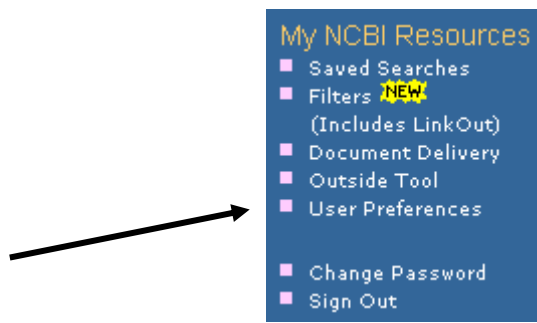 My NCBI Resources
Saved Searches
Filters NEW
(Includes LinkOut)
Document Delivery
Outside Tool
User Preferences
Change Password
Sign Out